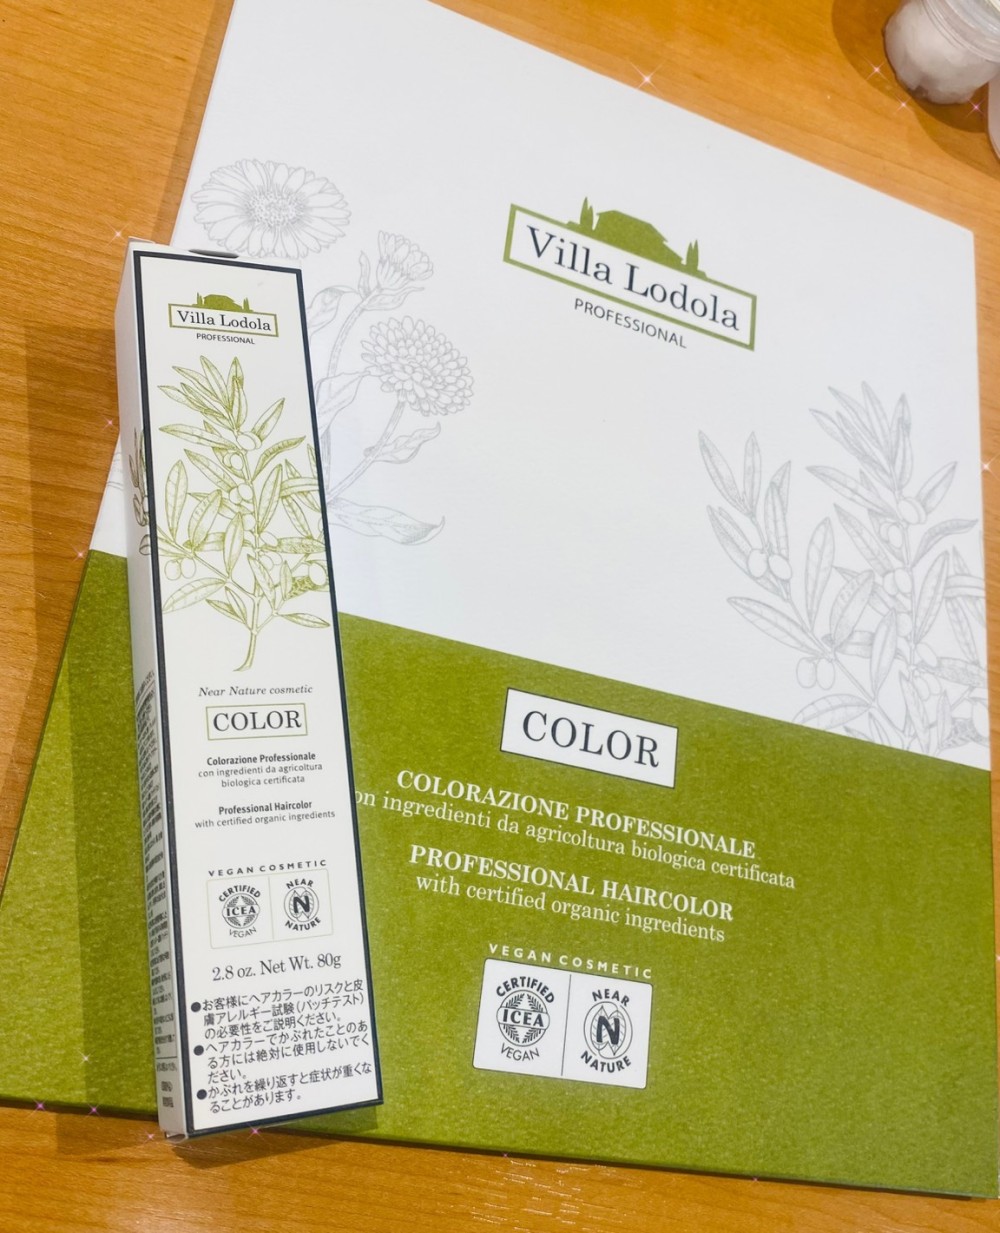 Villa Lodola
PROFESSIONAL
Near Nature cosmetic
COLOR
Colorazione Professionale
con ingredienti da agricoltura
biologica certificata
Professional Haircolor
with certified organic ingredients
VEGAN COSMETIC
CERTIFIED
ICEA
VEGAN
NEAR
N
NATURE
2.8 oz. Net Wt. 80g
●お客様にヘアカラーのリスクと皮
膚アレルギー試験(パッチテスト)
の必要性をご説明ください。
●ヘアカラーでかぶれたことのあ
る方には絶対に使用しないでく
ださい。
●かぶれを繰り返すと症状が重くな
ることがあります。
Villa Lodola
PROFESSIONAL
COLOR
COLORAZIONE PROFESSIONALE
on ingredienti da agricoltura biologica certificata
PROFESSIONAL HAIRCOLOR
with certified organic ingredients
VEGAN COSMETIC
CERTIFIED
ICEA
VEGAN
NEAR
N
NATURE